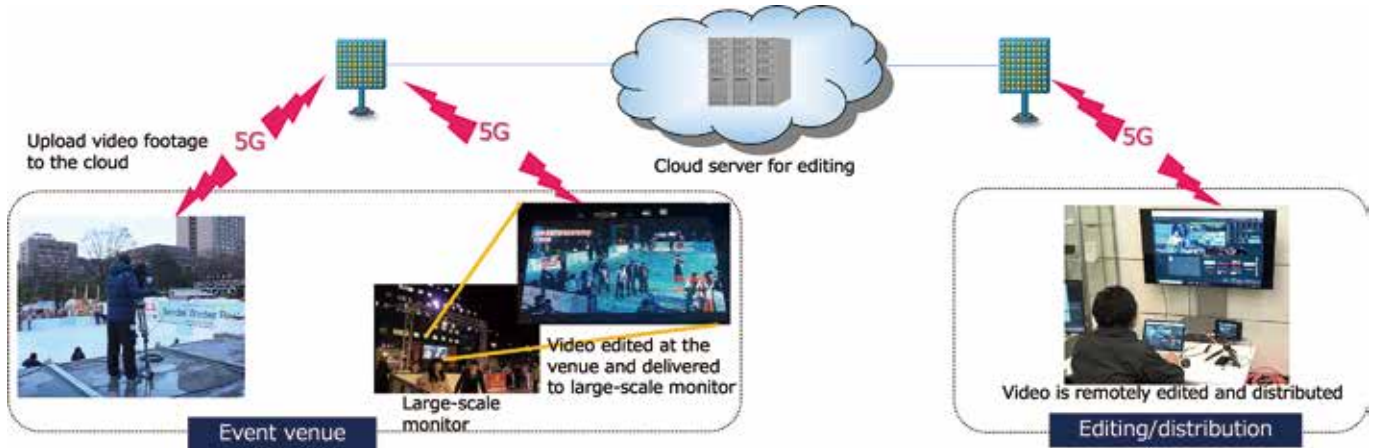 5G
5G
5G
Upload video footage
to the cloud
Cloud server for editing
Video edited at the
venue and delivered
to large-scale monitor
Large-scale
monitor
Video is remotely edited and distributed
Event venue
Editing/distribution